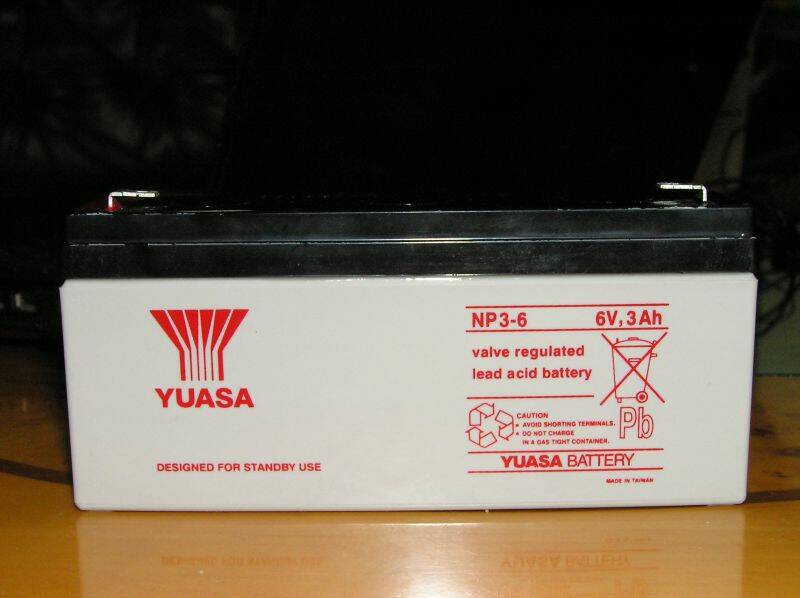 YUASA
DESIGNED FOR STANDBY USE
NP3-6 6V, 3Ah
valve regulated
lead acid battery
Pb
CAUTION
• AVOID SHORTING TERMINALS.
• DO NOT CHARGE
IN A GAS TIGHT CONTAINER.
YUASA BATTERY
MADE IN TAIWAN